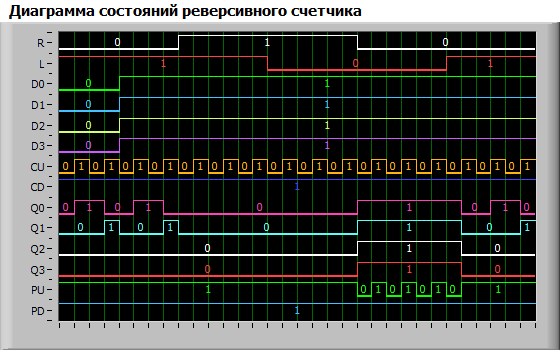 Диаграмма состояний реверсивного счетчика
R 0 1 0
L 1 0 1
D0 0 1
D1 0 1
D2 0 1
D3 0 1
CU 0 1 0 1 0 1 0 1 0 1 0 1 0 1 0 1 0 1 0 1 0 1 0 1 0 1 0 1 0 1 0 1
CD 1
Q0 0 1 0 1 0 1 0 1 0
Q1 0 1 0 1 0 1 0 1
Q2 0 1 0
Q3 0 1 0
PU 1 0 1 0 1 0 1 0 1
PD 1